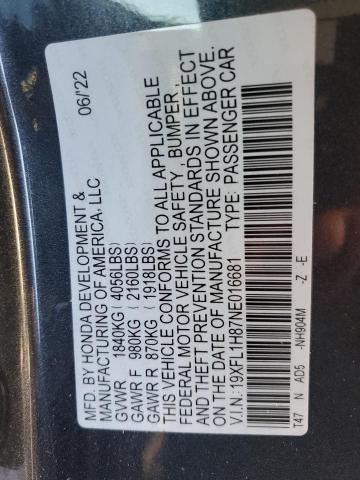 MFD. BY HONDA DEVELOPMENT & 06/'22
MANUFACTURING OF AMERICA, LLC
GVWR 1840KG (4056LBS)
GAWR F 980KG (2160LBS)
GAWR R 870KG (1918LBS)
THIS VEHICLE CONFORMS TO ALL APPLICABLE
FEDERAL MOTOR VEHICLE SAFETY, BUMPER,
AND THEFT PREVENTION STANDARDS IN EFFECT
ON THE DATE OF MANUFACTURE SHOWN ABOVE.
V.I.N.: 19XFL1H87NE016681 TYPE: PASSENGER CAR
T47 N AD5 -NH904M -Z -E